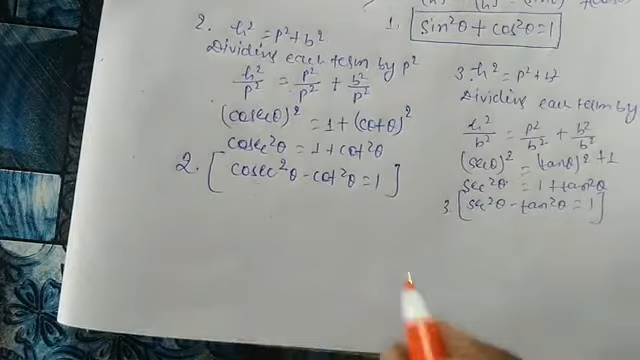 1. sin²θ + cos²θ = 1
2. h² = p² + b²
Dividing each term by p²
h²/p² = p²/p² + b²/p²
(cosecθ)² = 1 + (cotθ)²
cosec²θ = 1 + cot²θ
2. [cosec²θ - cot²θ = 1]
3. h² = p² + b²
Dividing each term by
h²/b² = p²/b² + b²/b²
(secθ)² = (tanθ)² + 1
sec²θ = 1 + tan²θ
3. [sec²θ - tan²θ = 1]